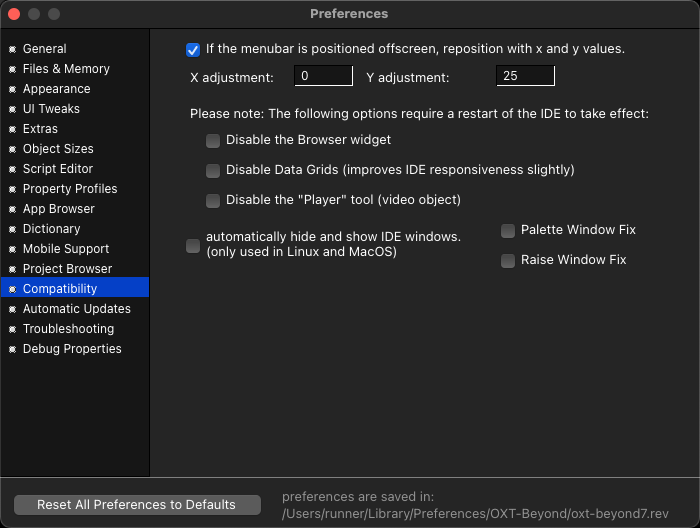 Preferences
General
Files & Memory
Appearance
UI Tweaks
Extras
Object Sizes
Script Editor
Property Profiles
App Browser
Dictionary
Mobile Support
Project Browser
Compatibility
Automatic Updates
Troubleshooting
Debug Properties
If the menubar is positioned offscreen, reposition with x and y values.
X adjustment: 0 Y adjustment: 25
Please note: The following options require a restart of the IDE to take effect:
Disable the Browser widget
Disable Data Grids (improves IDE responsiveness slightly)
Disable the "Player" tool (video object)
automatically hide and show IDE windows.
(only used in Linux and MacOS)
Palette Window Fix
Raise Window Fix
Reset All Preferences to Defaults
preferences are saved in:
/Users/runner/Library/Preferences/OXT-Beyond/oxt-beyond7.rev